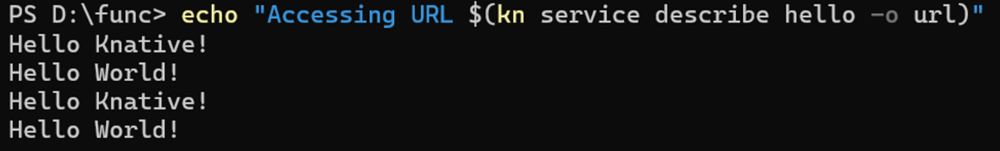 PS D:\func> echo "Accessing URL $(kn service describe hello -o url)"
Hello Knative!
Hello World!
Hello Knative!
Hello World!